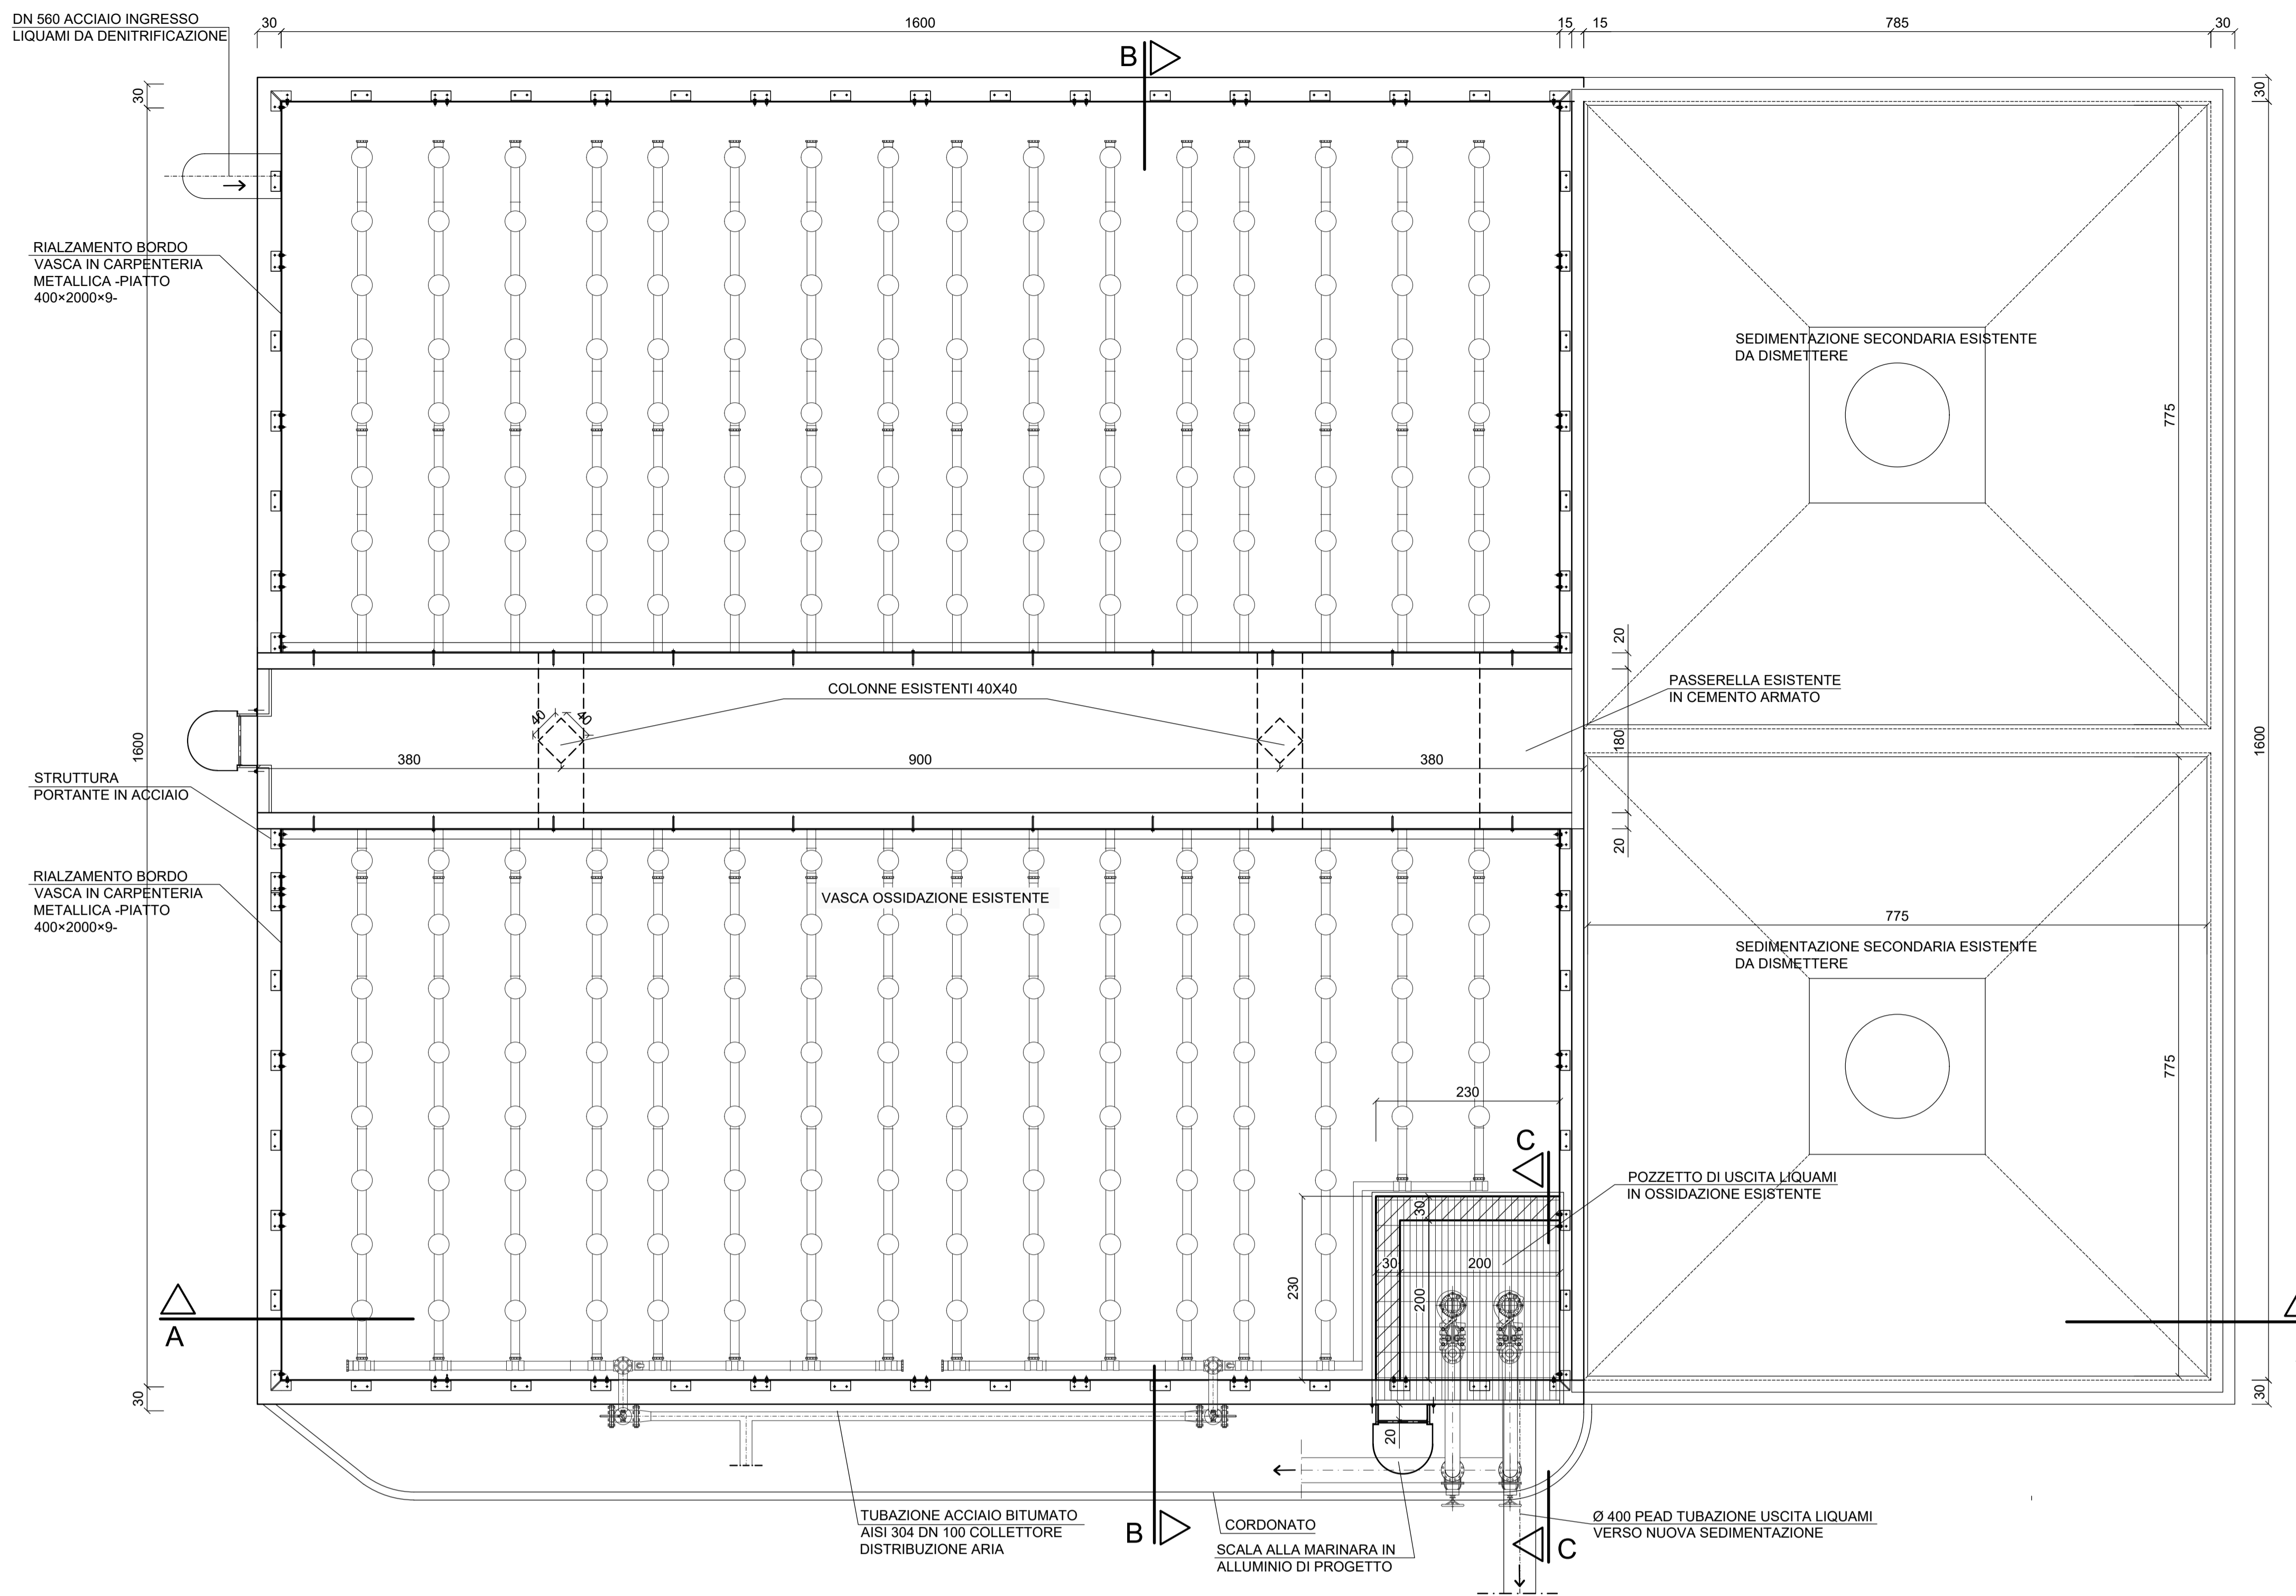 DN 560 ACCIAIO INGRESSO
LIQUAMI DA DENITRIFICAZIONE
30
1600
15
15
785
30
B
30
30
RIALZAMENTO BORDO
VASCA IN CARPENTERIA
METALLICA -PIATTO
400×2000×9-
SEDIMENTAZIONE SECONDARIA ESISTENTE
DA DISMETTERE
775
20
COLONNE ESISTENTI 40X40
PASSERELLA ESISTENTE
IN CEMENTO ARMATO
40
40
1600
180
1600
380
900
380
STRUTTURA
PORTANTE IN ACCIAIO
20
RIALZAMENTO BORDO
VASCA IN CARPENTERIA
METALLICA -PIATTO
400×2000×9-
VASCA OSSIDAZIONE ESISTENTE
775
SEDIMENTAZIONE SECONDARIA ESISTENTE
DA DISMETTERE
775
230
C
POZZETTO DI USCITA LIQUAMI
IN OSSIDAZIONE ESISTENTE
30
30
200
230
200
A
30
30
20
TUBAZIONE ACCIAIO BITUMATO
AISI 304 DN 100 COLLETTORE
DISTRIBUZIONE ARIA
B
CORDONATO
SCALA ALLA MARINARA IN
ALLUMINIO DI PROGETTO
C
Ø 400 PEAD TUBAZIONE USCITA LIQUAMI
VERSO NUOVA SEDIMENTAZIONE